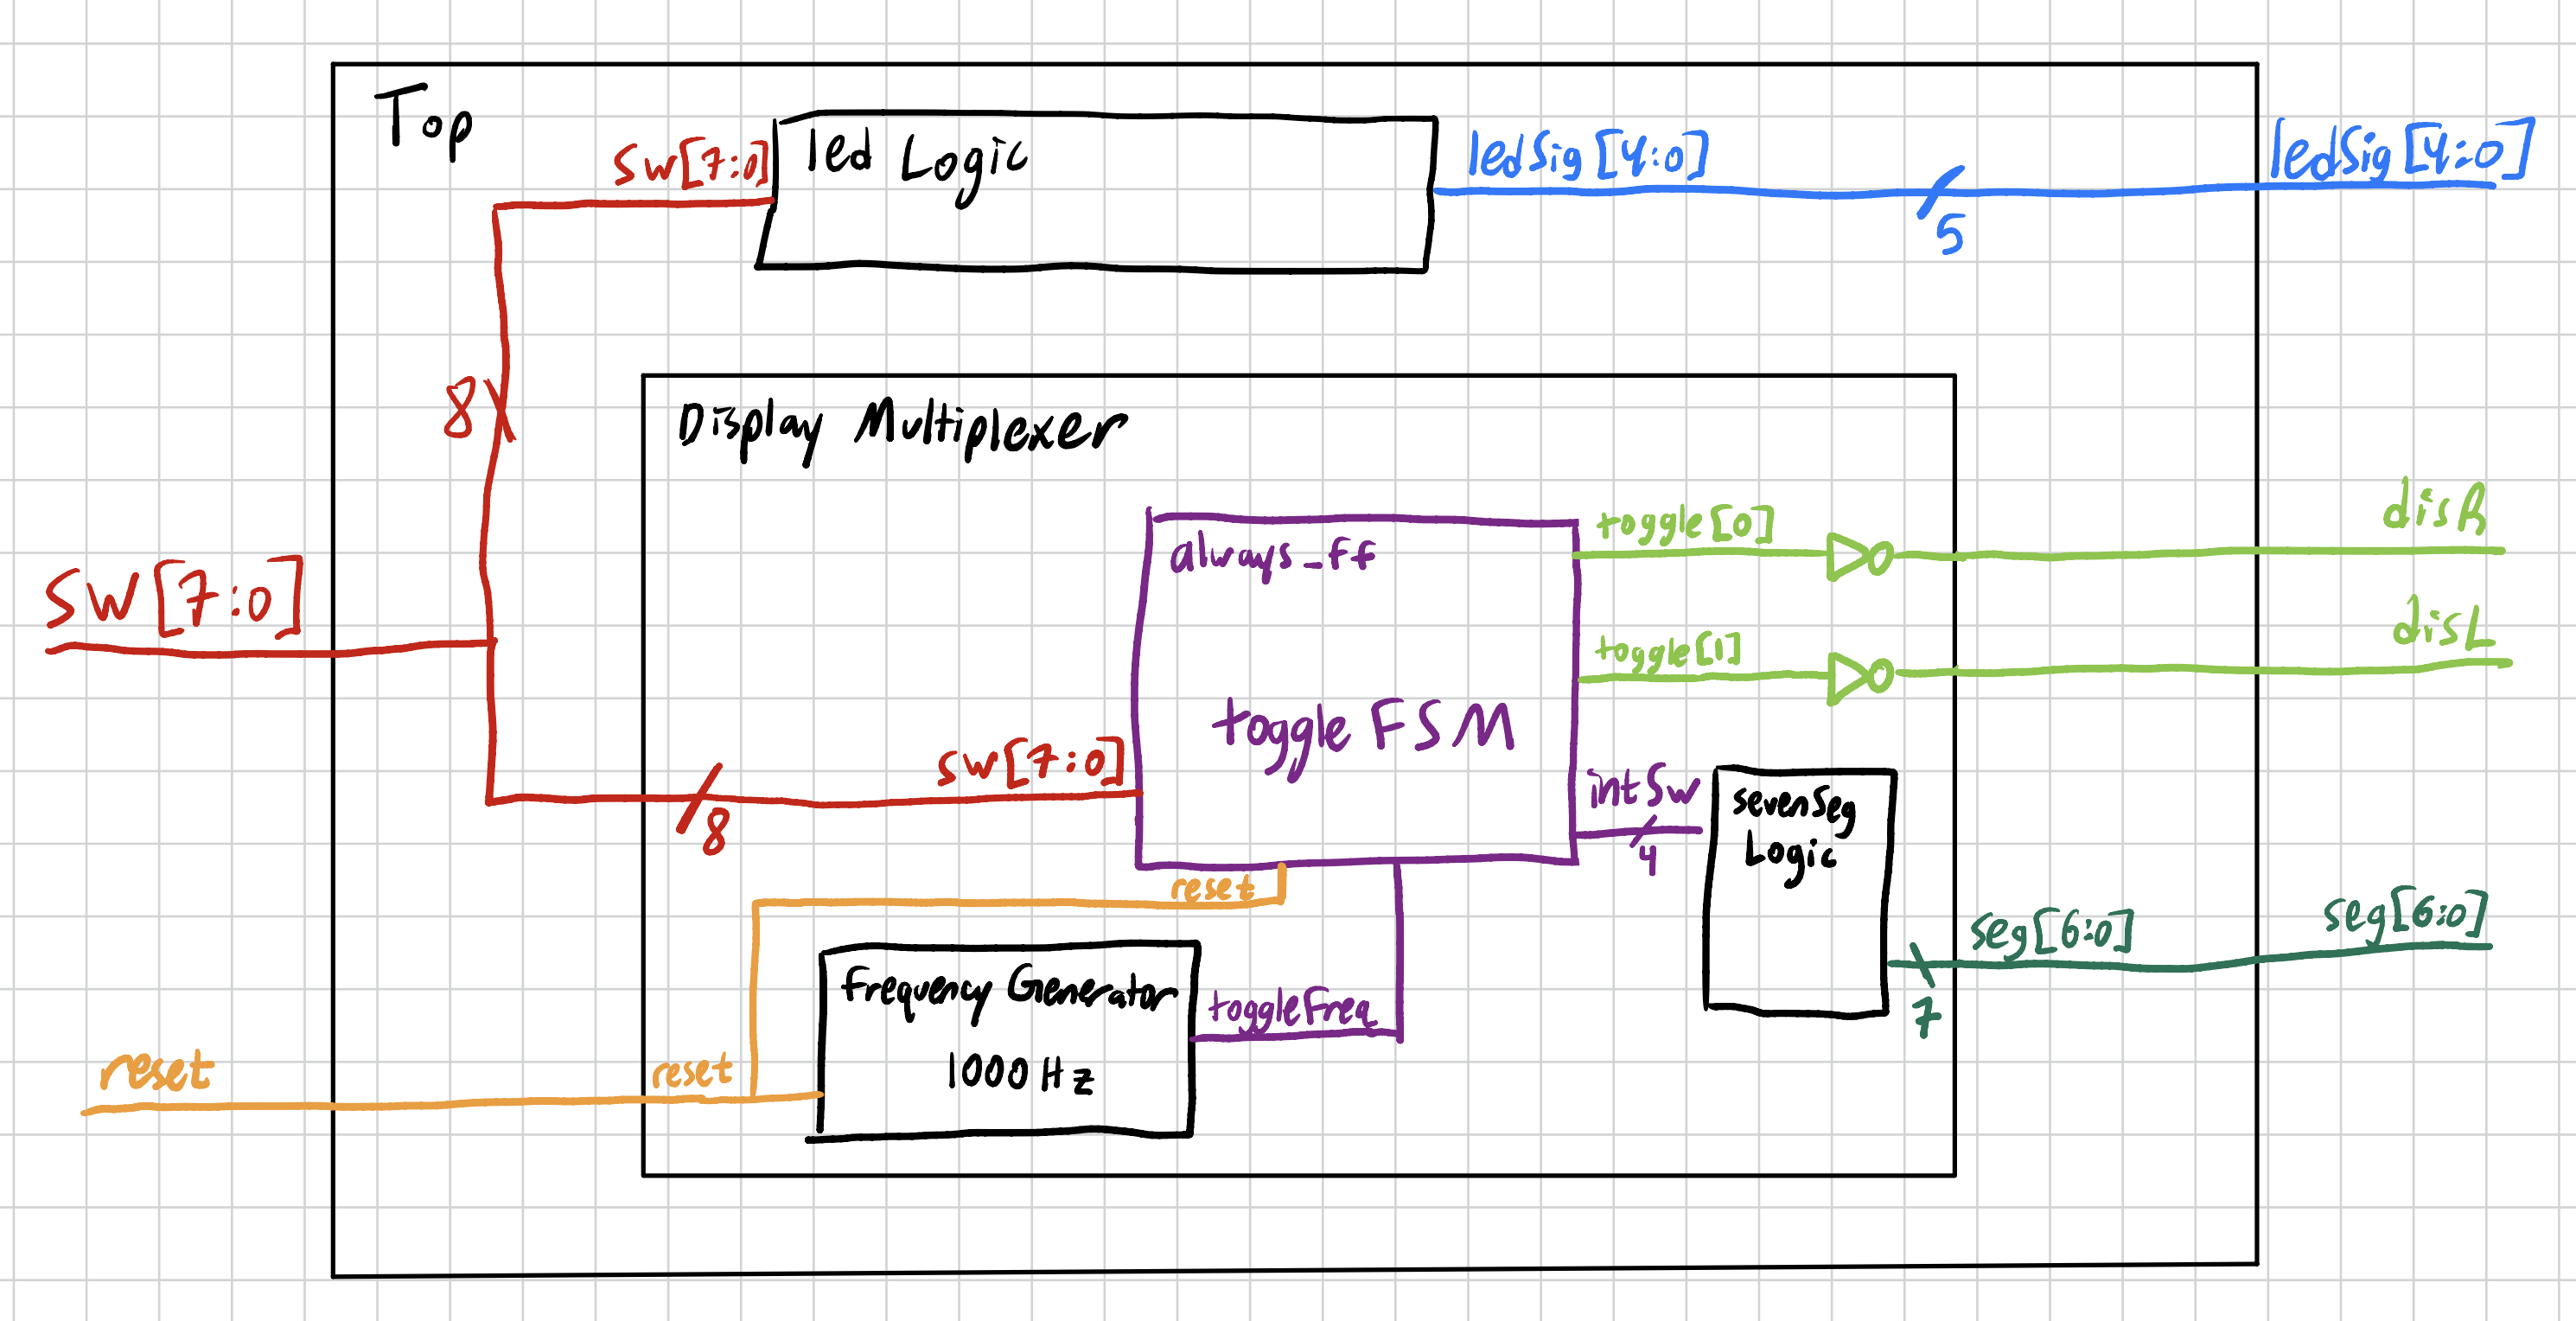 Top
sw[7:0]
led Logic
ledSig[4:0]
5
ledSig[4:0]
8
Display Multiplexer
SW[7:0]
always_ff
toggle FSM
toggle[0]
disR
toggle[1]
disL
sw[7:0]
8
intSw
4
sevenSeg
Logic
reset
seg[6:0]
seg[6:0]
7
Frequency Generator
1000Hz
toggleFreq
reset
reset